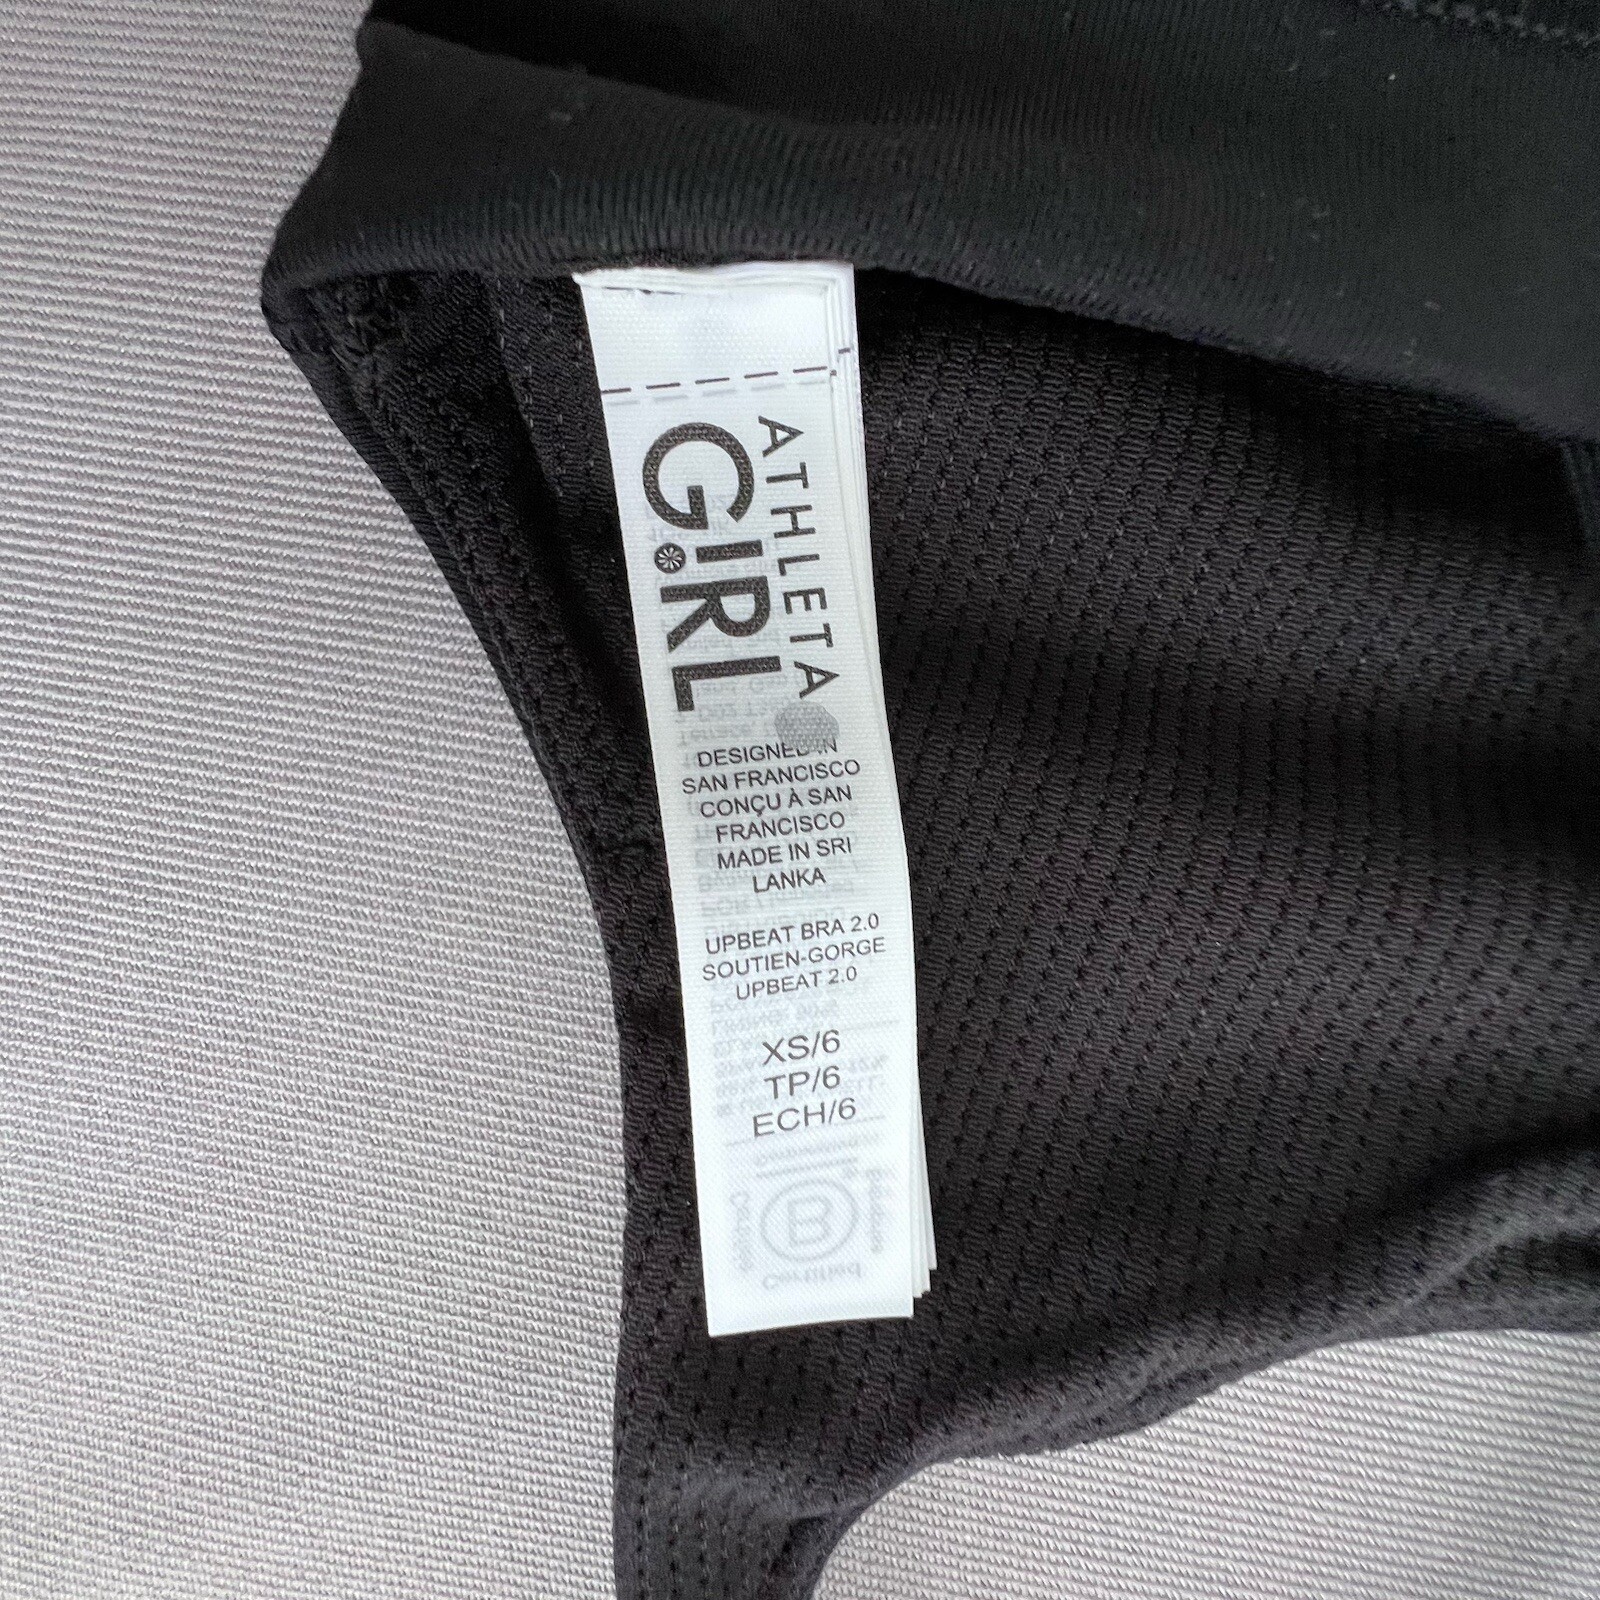 ATHLETA
GIRL
DESIGNED IN
SAN FRANCISCO
CONÇU À SAN
FRANCISCO
MADE IN SRI
LANKA
UPBEAT BRA 2.0
SOUTIEN-GORGE
UPBEAT 2.0
XS/6
TP/6
ECH/6
Certified
B